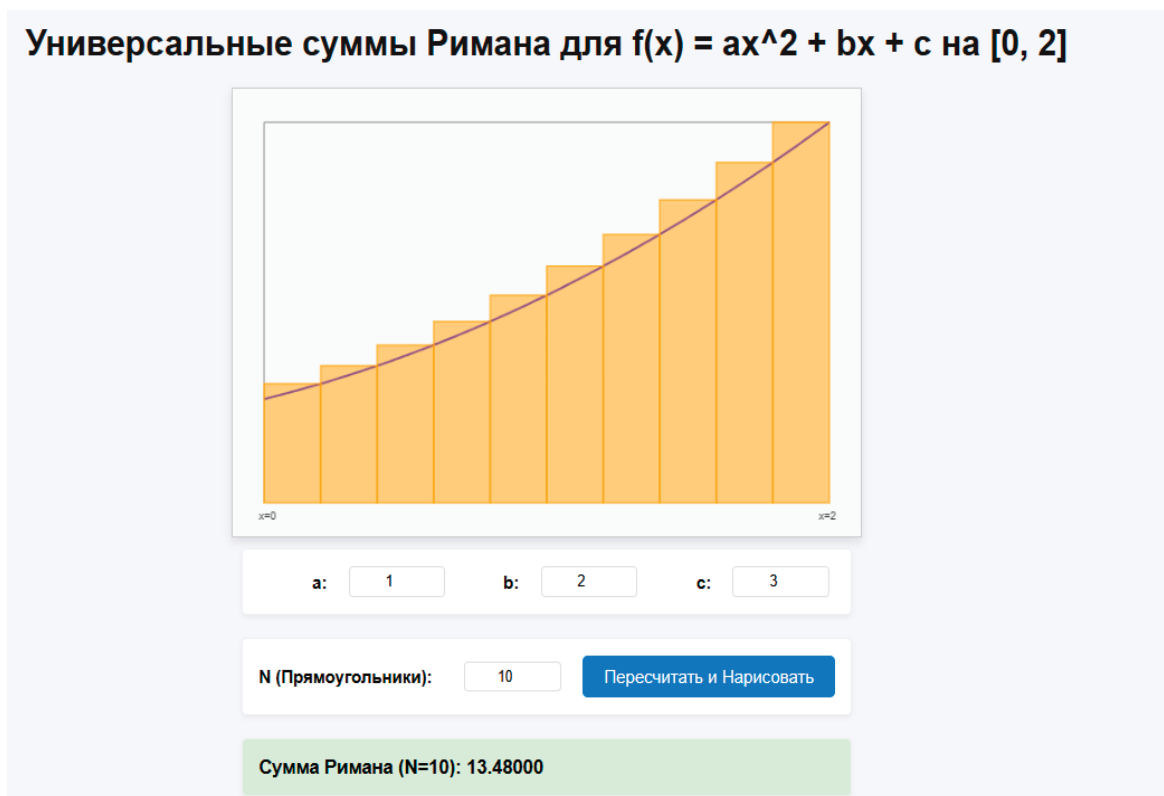 Универсальные суммы Римана для f(x) = ax^2 + bx + c на [0, 2]
x=0 x=2
a: 1 b: 2 c: 3
N (Прямоугольники): 10 Пересчитать и Нарисовать
Сумма Римана (N=10): 13.48000